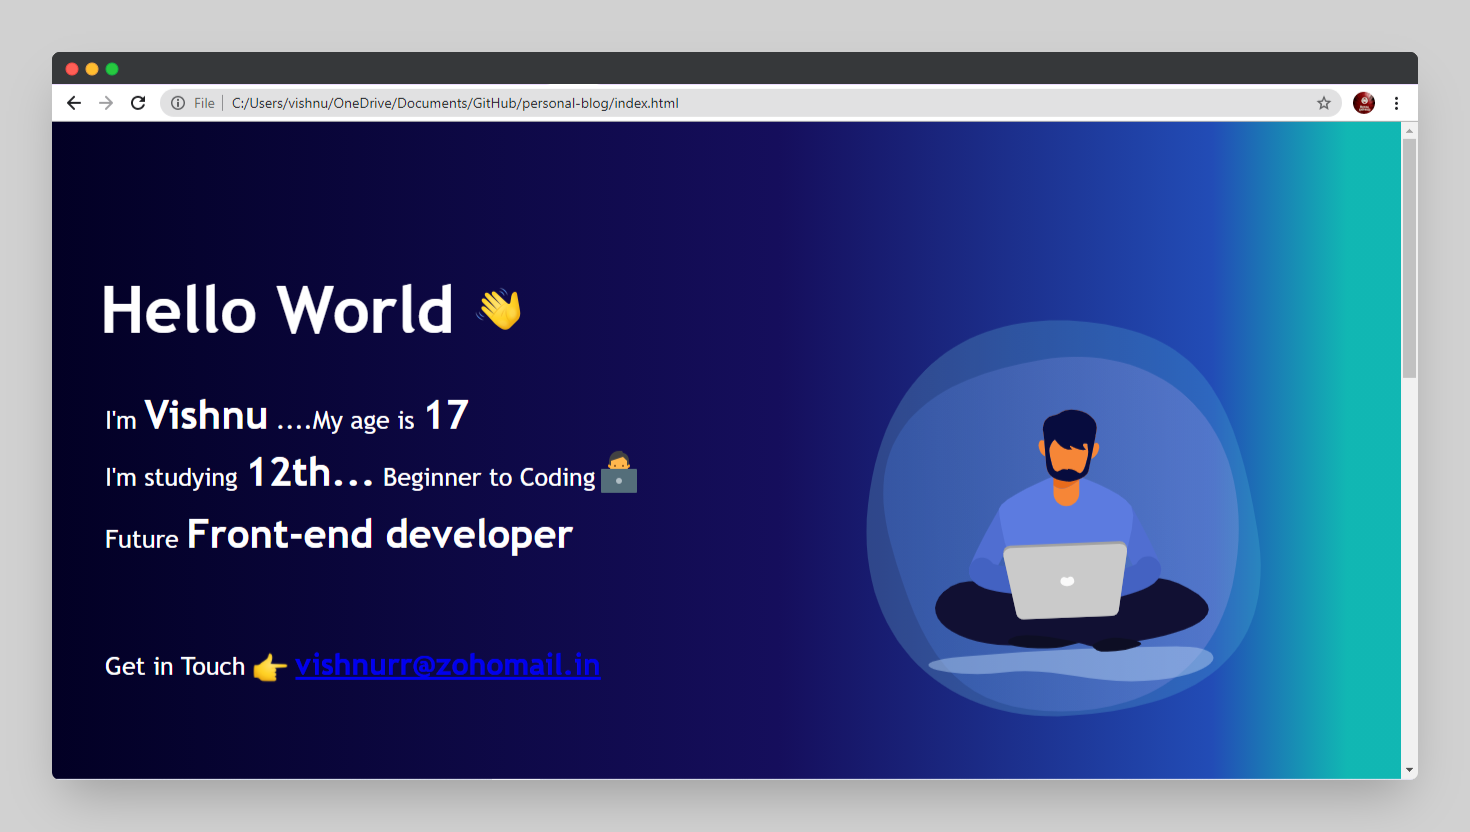 File | C:/Users/vishnu/OneDrive/Documents/GitHub/personal-blog/index.html
Hello World 👋
I'm Vishnu ....My age is 17
I'm studying 12th... Beginner to Coding 🧑‍💻
Future Front-end developer
Get in Touch 👉 vishnurr@zohomail.in